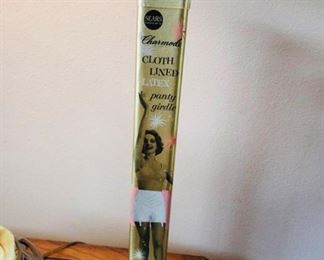 SEARS
Charmode
CLOTH
LINED
LATEX
panty
girdle